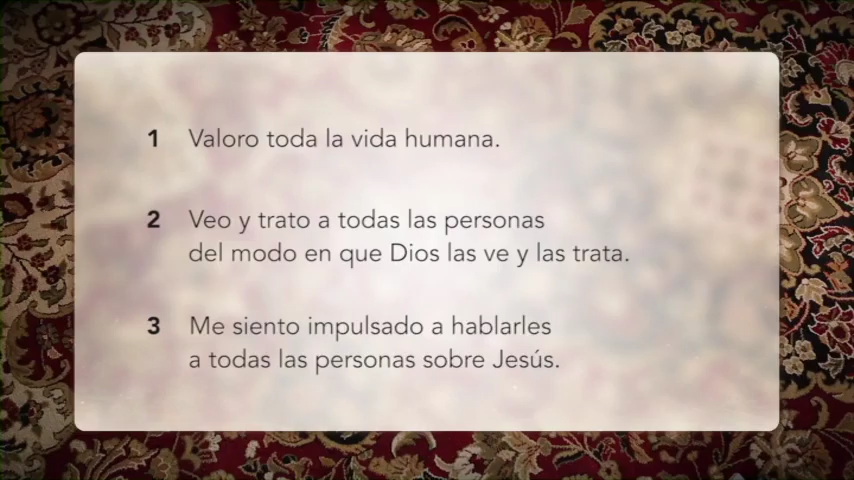 1 Valoro toda la vida humana.
2 Veo y trato a todas las personas
del modo en que Dios las ve y las trata.
3 Me siento impulsado a hablarles
a todas las personas sobre Jesús.